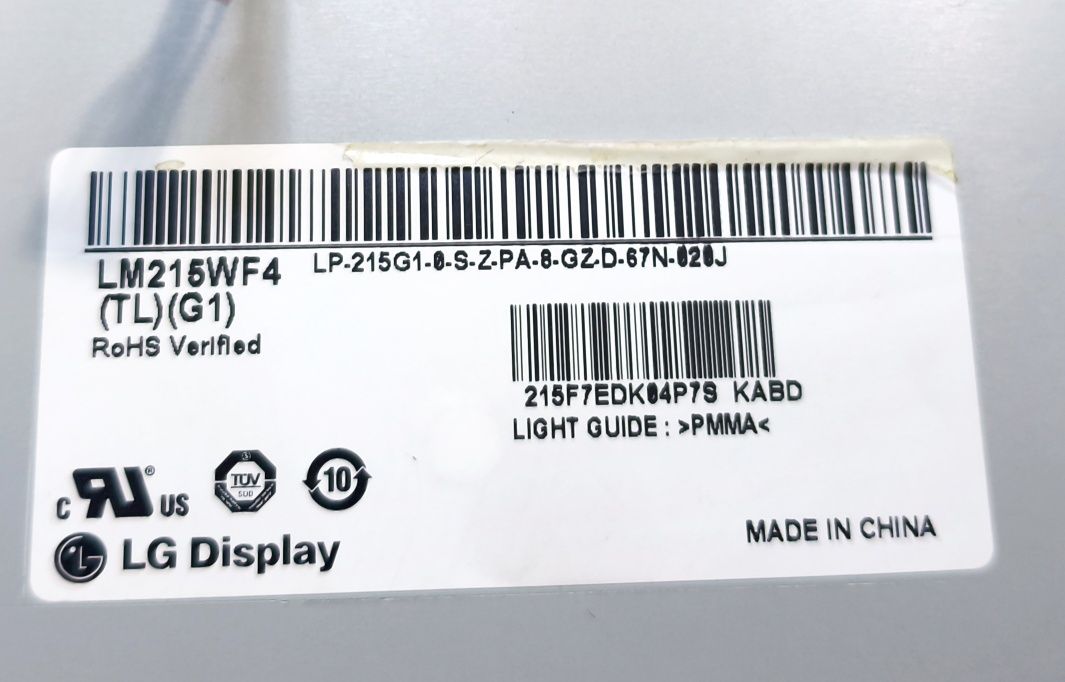 LM215WF4
(TL)(G1)
RoHS Verified
LP-215G1-0-S-Z-PA-8-GZ-D-67N-020J
215F7EDK04P7S KABD
LIGHT GUIDE : >PMMA<
C RU ® US
TÜV
SÜD
10
LG Display
MADE IN CHINA